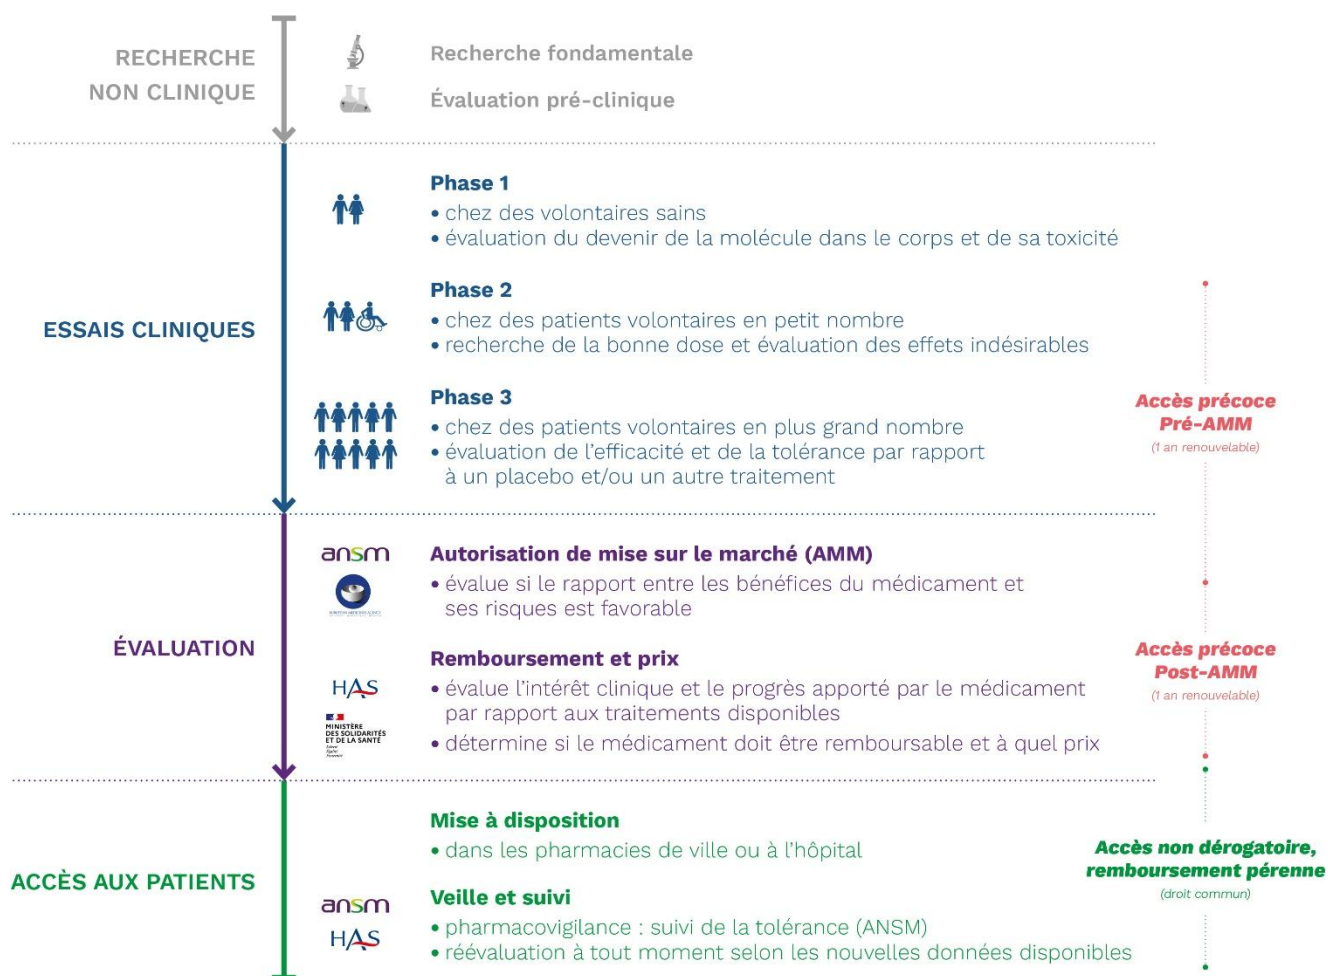 RECHERCHE
NON CLINIQUE
Recherche fondamentale
Évaluation pré-clinique
ESSAIS CLINIQUES
Phase 1
• chez des volontaires sains
• évaluation du devenir de la molécule dans le corps et de sa toxicité
Phase 2
• chez des patients volontaires en petit nombre
• recherche de la bonne dose et évaluation des effets indésirables
Phase 3
• chez des patients volontaires en plus grand nombre
• évaluation de l’efficacité et de la tolérance par rapport
à un placebo et/ou un autre traitement
Accès précoce
Pré-AMM
(1 an renouvelable)
ÉVALUATION
ansm
Autorisation de mise sur le marché (AMM)
• évalue si le rapport entre les bénéfices du médicament et
ses risques est favorable
EUROPEAN MEDICINES AGENCY
Remboursement et prix
HAS
• évalue l’intérêt clinique et le progrès apporté par le médicament
par rapport aux traitements disponibles
MINISTÈRE
DES SOLIDARITÉS
ET DE LA SANTÉ
Liberté
Égalité
Fraternité
• détermine si le médicament doit être remboursable et à quel prix
Accès précoce
Post-AMM
(1 an renouvelable)
ACCÈS AUX PATIENTS
Mise à disposition
• dans les pharmacies de ville ou à l’hôpital
ansm
HAS
Veille et suivi
• pharmacovigilance : suivi de la tolérance (ANSM)
• réévaluation à tout moment selon les nouvelles données disponibles
Accès non dérogatoire,
remboursement pérenne
(droit commun)